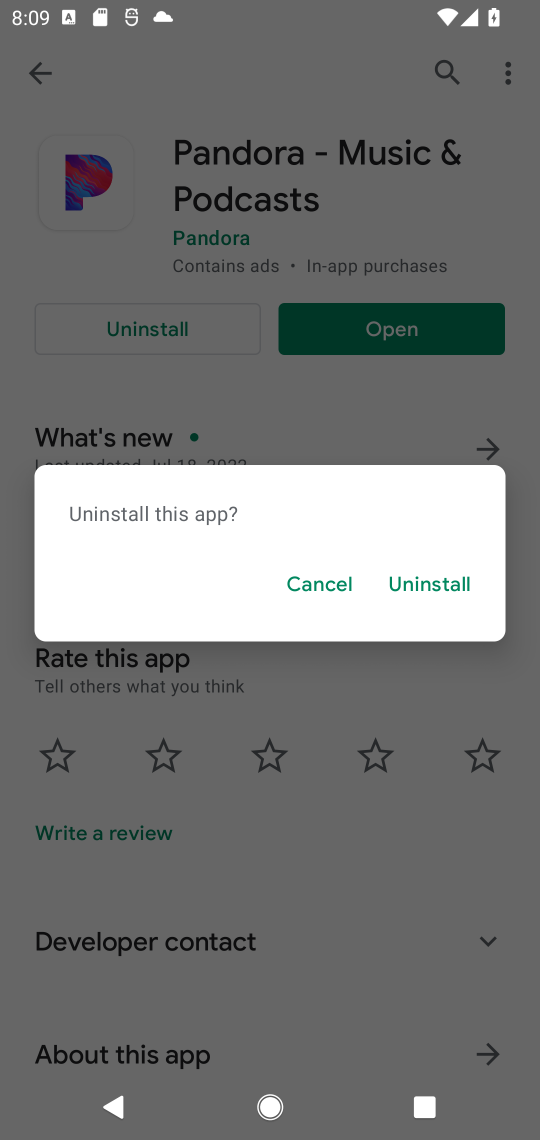 8:09
Pandora - Music &
Podcasts
Pandora
Contains ads • In-app purchases
Uninstall
Open
What's new •
Last updated Jul 18, 2022
Uninstall this app?
Cancel
Uninstall
Rate this app
Tell others what you think
Write a review
Developer contact
About this app